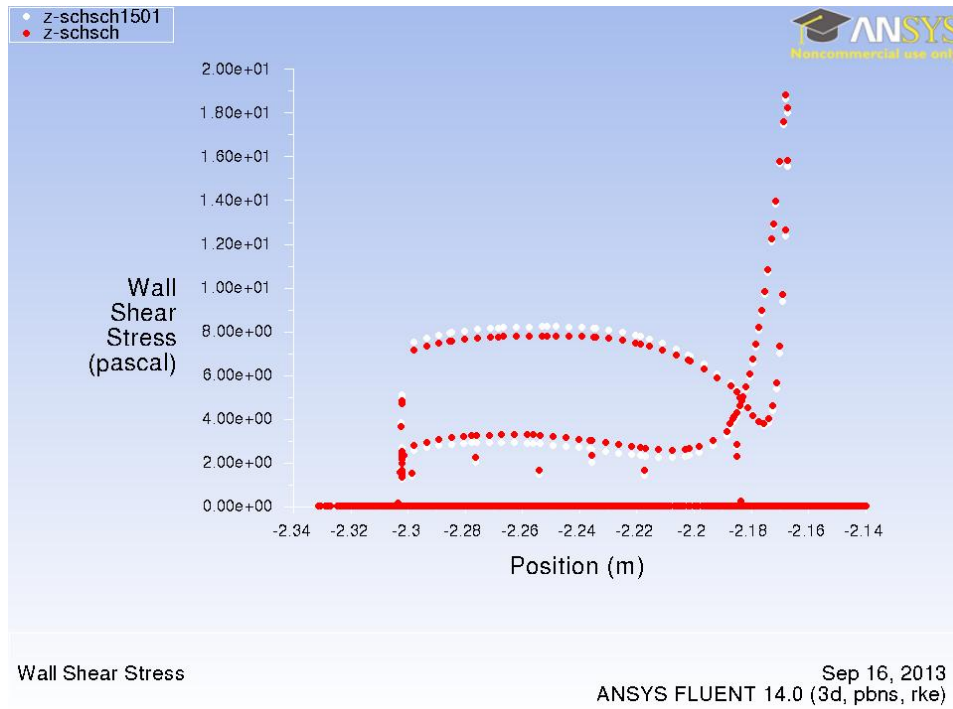 z-schsch1501
z-schsch
ANSYS
Noncommercial use only
2.00e+01
1.80e+01
1.60e+01
1.40e+01
1.20e+01
1.00e+01
8.00e+00
6.00e+00
4.00e+00
2.00e+00
0.00e+00
Wall
Shear
Stress
(pascal)
-2.34 -2.32 -2.3 -2.28 -2.26 -2.24 -2.22 -2.2 -2.18 -2.16 -2.14
Position (m)
Wall Shear Stress
Sep 16, 2013
ANSYS FLUENT 14.0 (3d, pbns, rke)